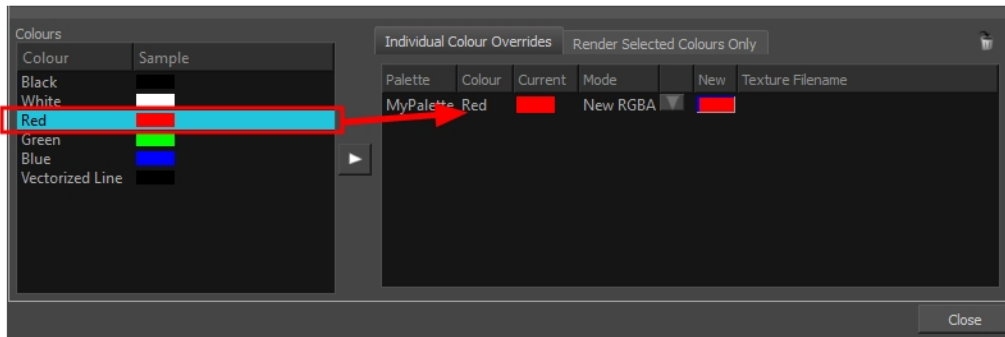 Colours
Colour Sample
Black
White
Red
Green
Blue
Vectorized Line
Individual Colour Overrides Render Selected Colours Only
Palette Colour Current Mode New Texture Filename
MyPalette Red New RGBA
Close